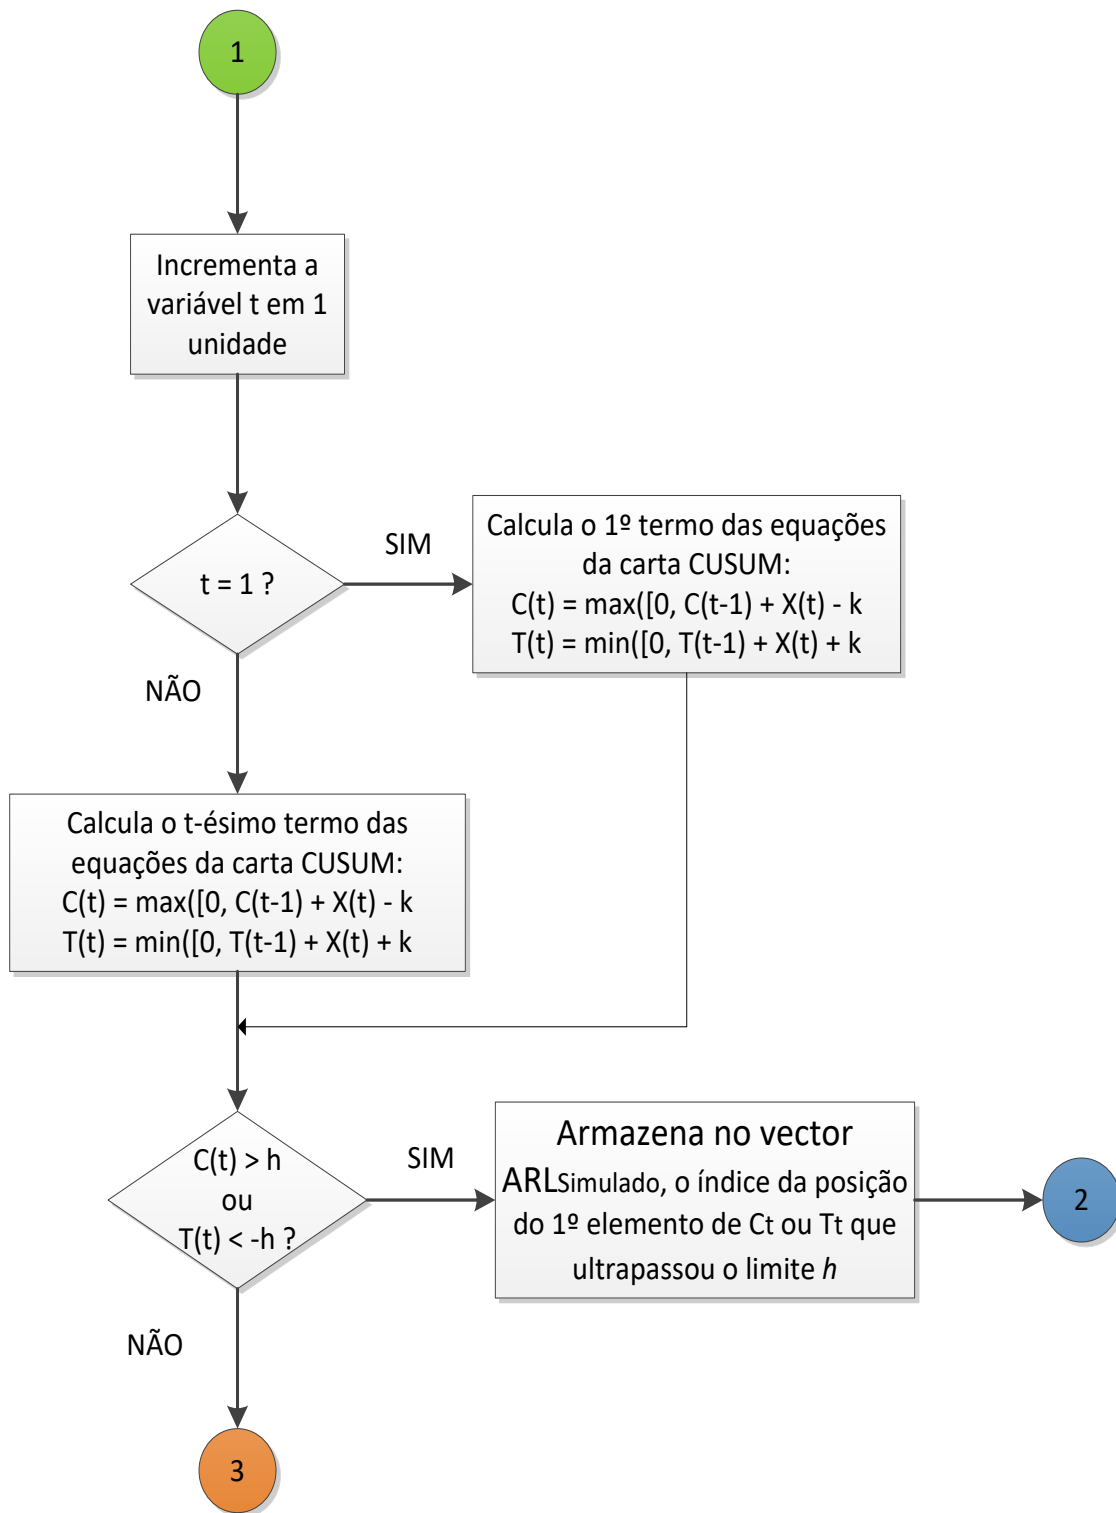 1
Incrementa a
variável t em 1
unidade
t = 1 ?
SIM
Calcula o 1º termo das equações
da carta CUSUM:
C(t) = max([0, C(t-1) + X(t) - k
T(t) = min([0, T(t-1) + X(t) + k
NÃO
Calcula o t-ésimo termo das
equações da carta CUSUM:
C(t) = max([0, C(t-1) + X(t) - k
T(t) = min([0, T(t-1) + X(t) + k
C(t) > h
ou
T(t) < -h ?
SIM
Armazena no vector
ARLSimulado, o índice da posição
do 1º elemento de Ct ou Tt que
ultrapassou o limite h
2
NÃO
3